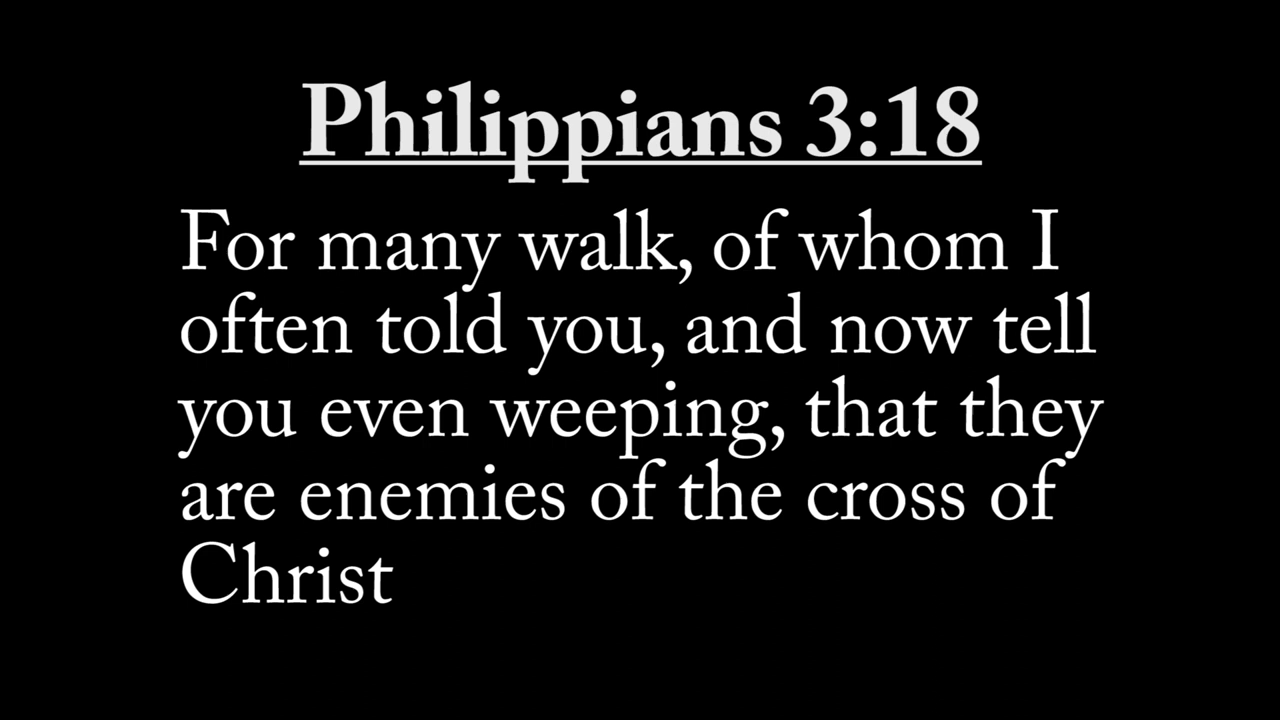 Philippians 3:18
For many walk, of whom I
often told you, and now tell
you even weeping, that they
are enemies of the cross of
Christ